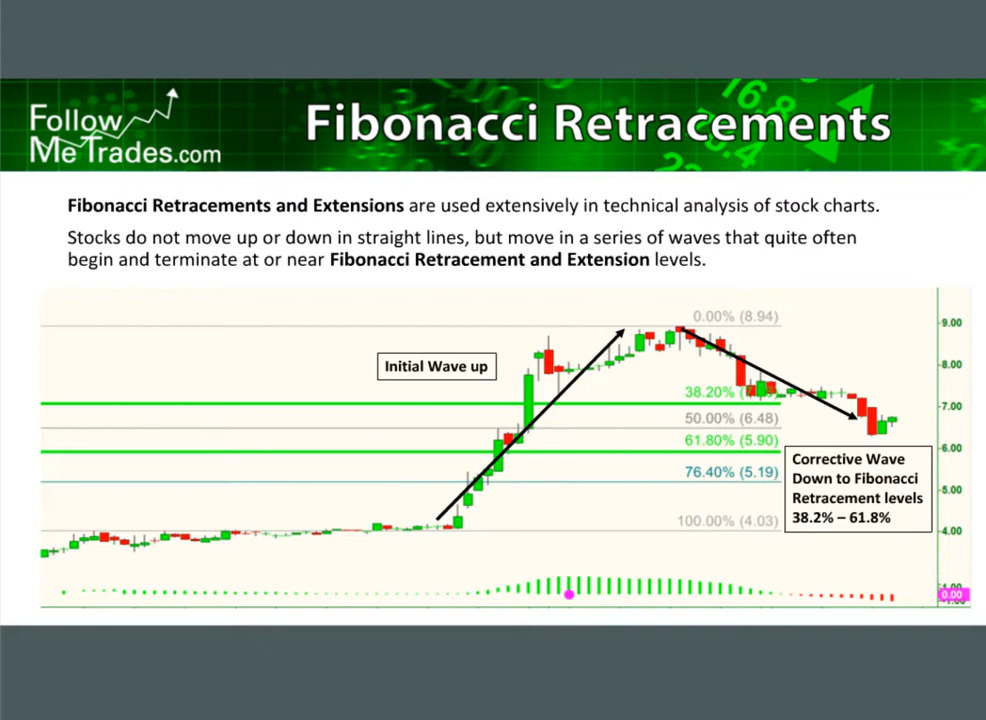 Follow
MeTrades.com
Fibonacci Retracements
Fibonacci Retracements and Extensions are used extensively in technical analysis of stock charts.
Stocks do not move up or down in straight lines, but move in a series of waves that quite often
begin and terminate at or near Fibonacci Retracement and Extension levels.
0.00% (8.94)
9.00
Initial Wave up
8.00
38.20%
7.00
50.00% (6.48)
61.80% (5.90)
6.00
Corrective Wave
Down to Fibonacci
Retracement levels
38.2% – 61.8%
76.40% (5.19)
5.00
100.00% (4.03)
4.00
1.00
0.00